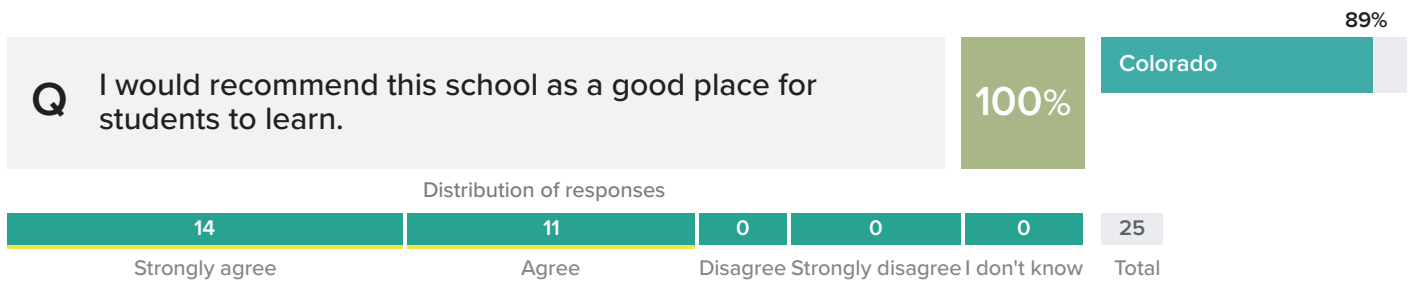 89%
Q
I would recommend this school as a good place for
students to learn.
100%
Colorado
Distribution of responses
14 11 0 0 0 25
Strongly agree Agree Disagree Strongly disagree I don't know Total